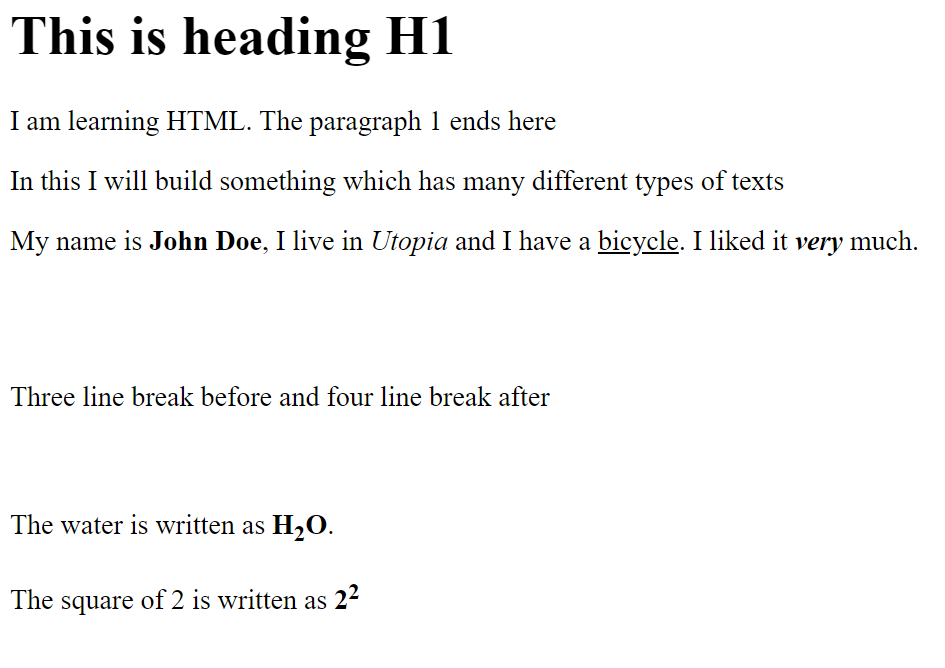 This is heading H1
I am learning HTML. The paragraph 1 ends here
In this I will build something which has many different types of texts
My name is John Doe, I live in Utopia and I have a bicycle. I liked it very much.
Three line break before and four line break after
The water is written as H₂O.
The square of 2 is written as 2²